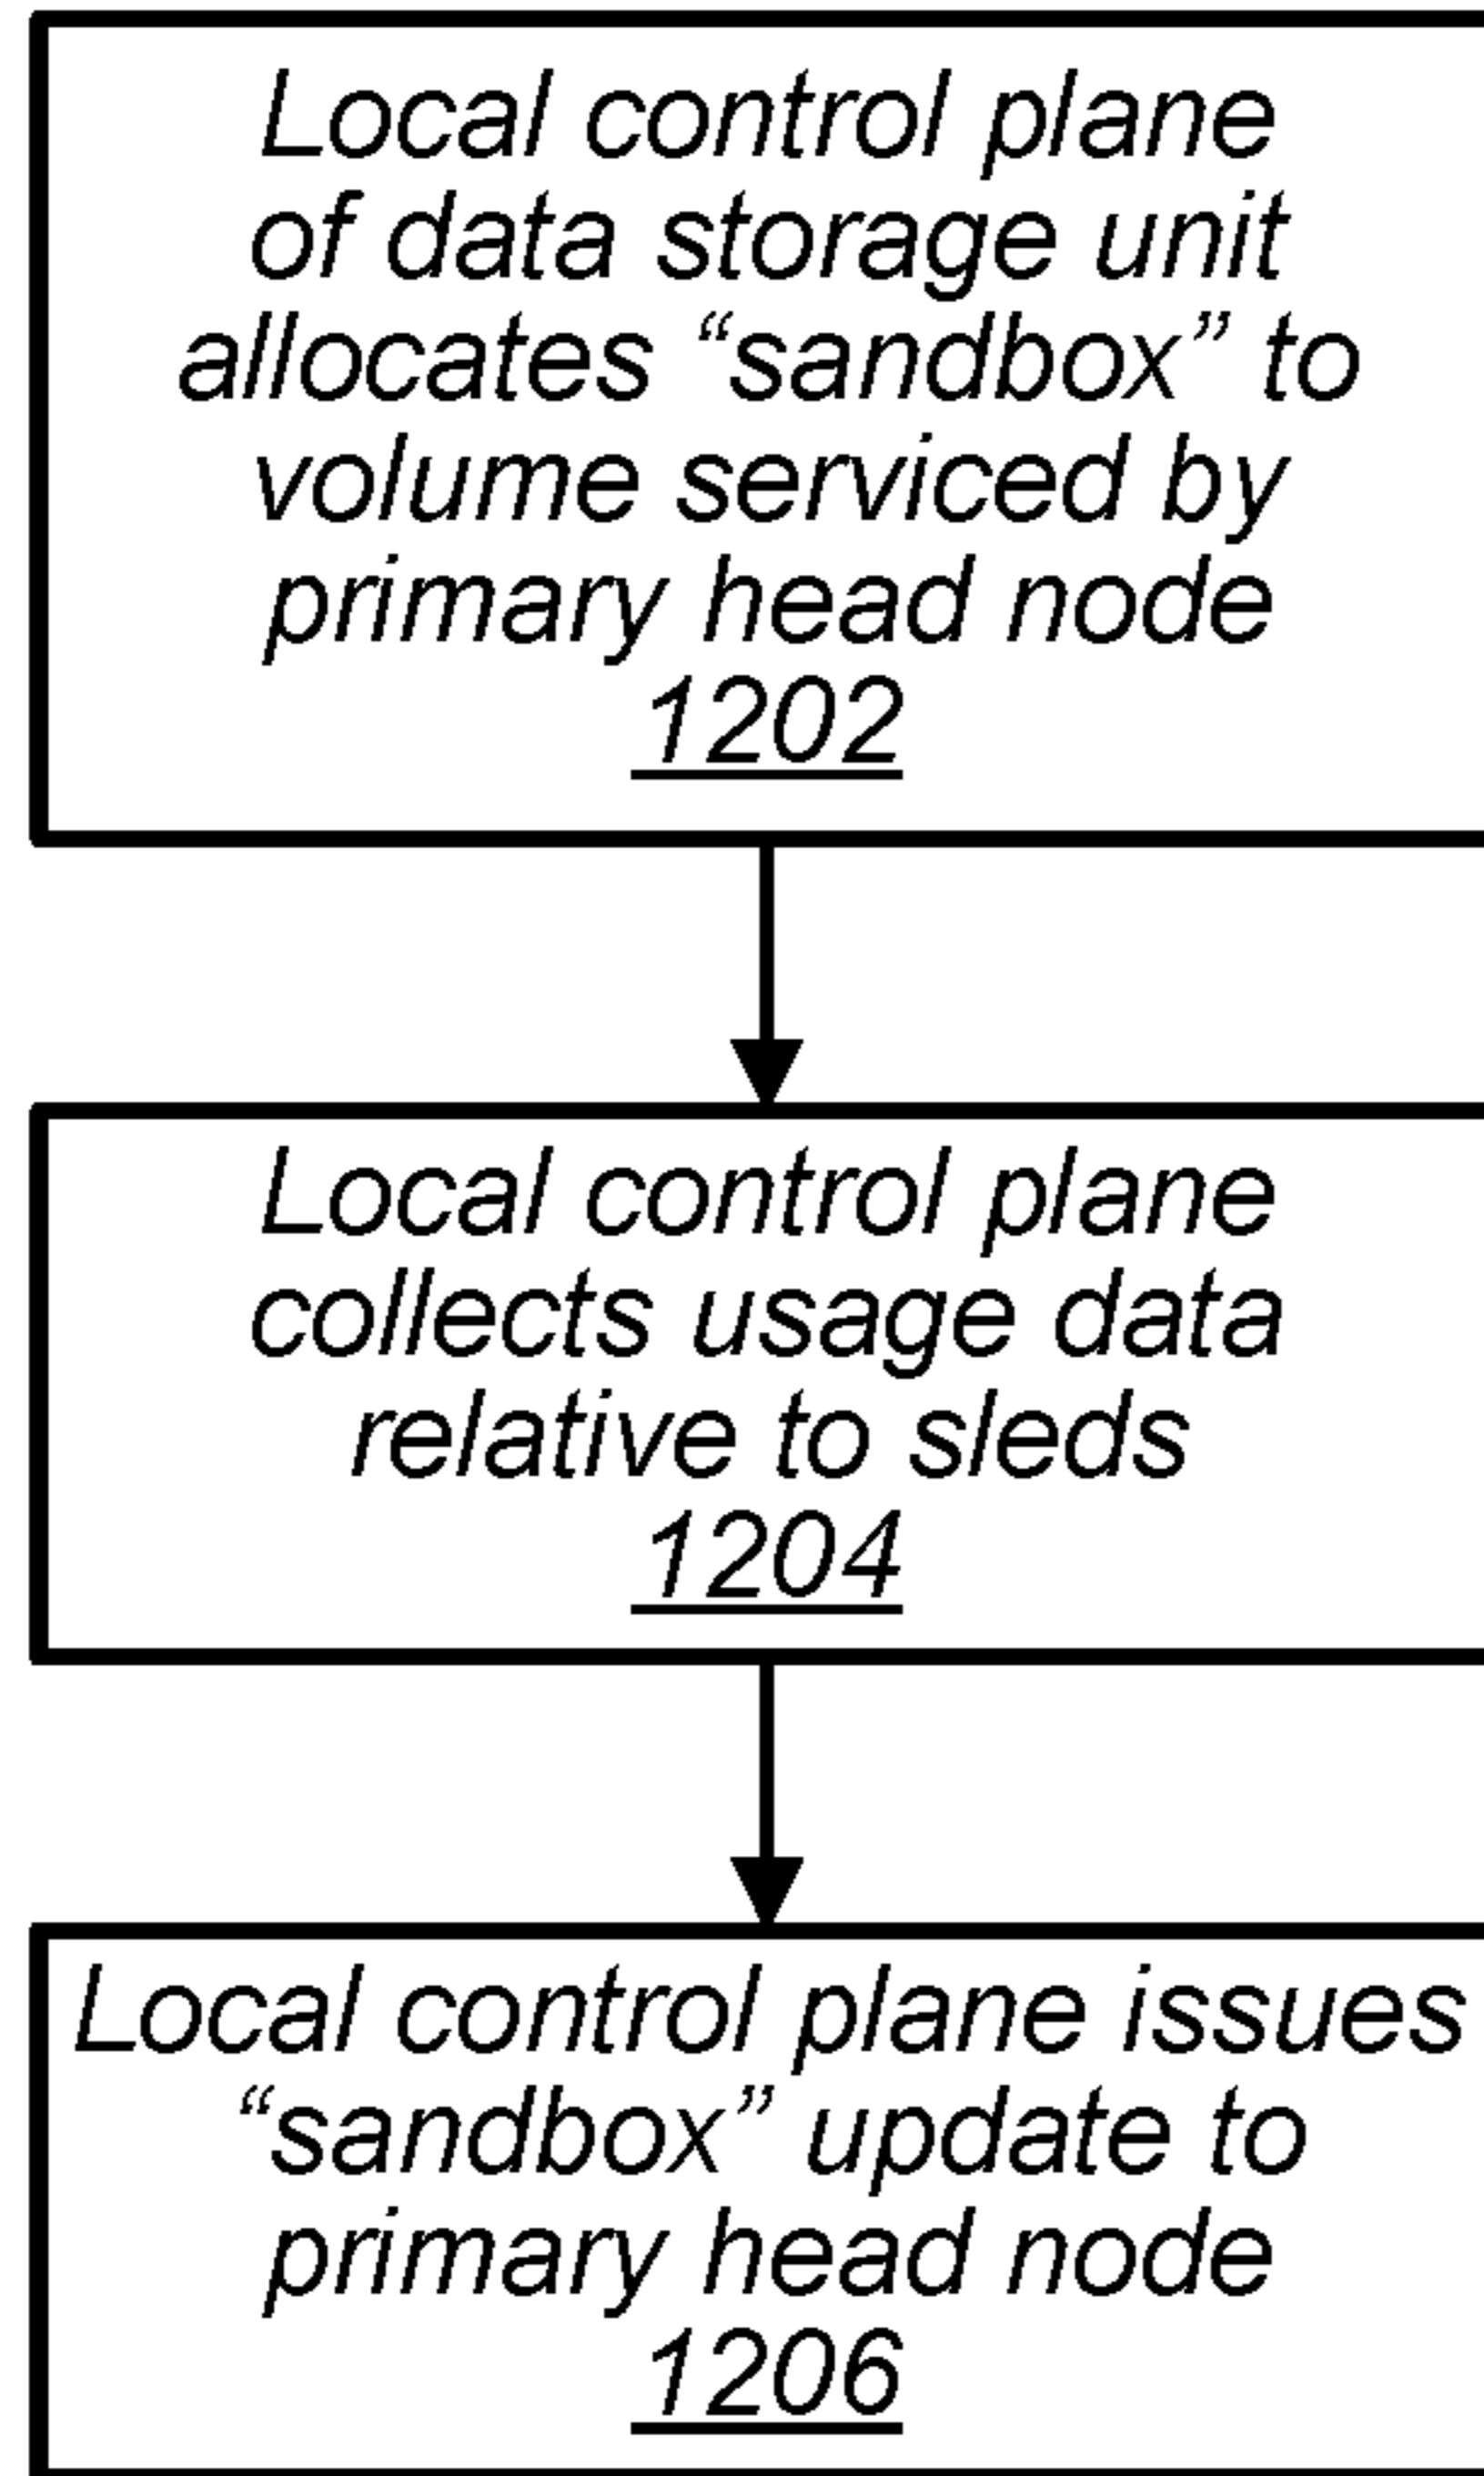 Local control plane
of data storage unit
allocates “sandbox” to
volume serviced by
primary head node
1202
Local control plane
collects usage data
relative to sleds
1204
Local control plane issues
“sandbox” update to
primary head node
1206